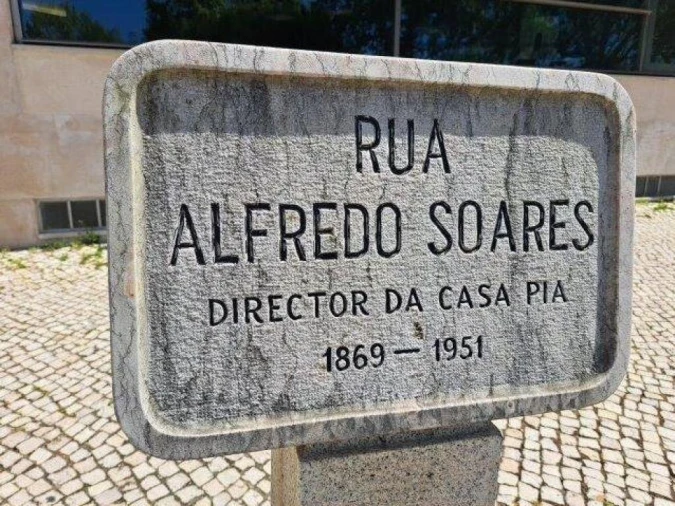 RUA
ALFREDO SOARES
DIRECTOR DA CASA PIA
1869 — 1951